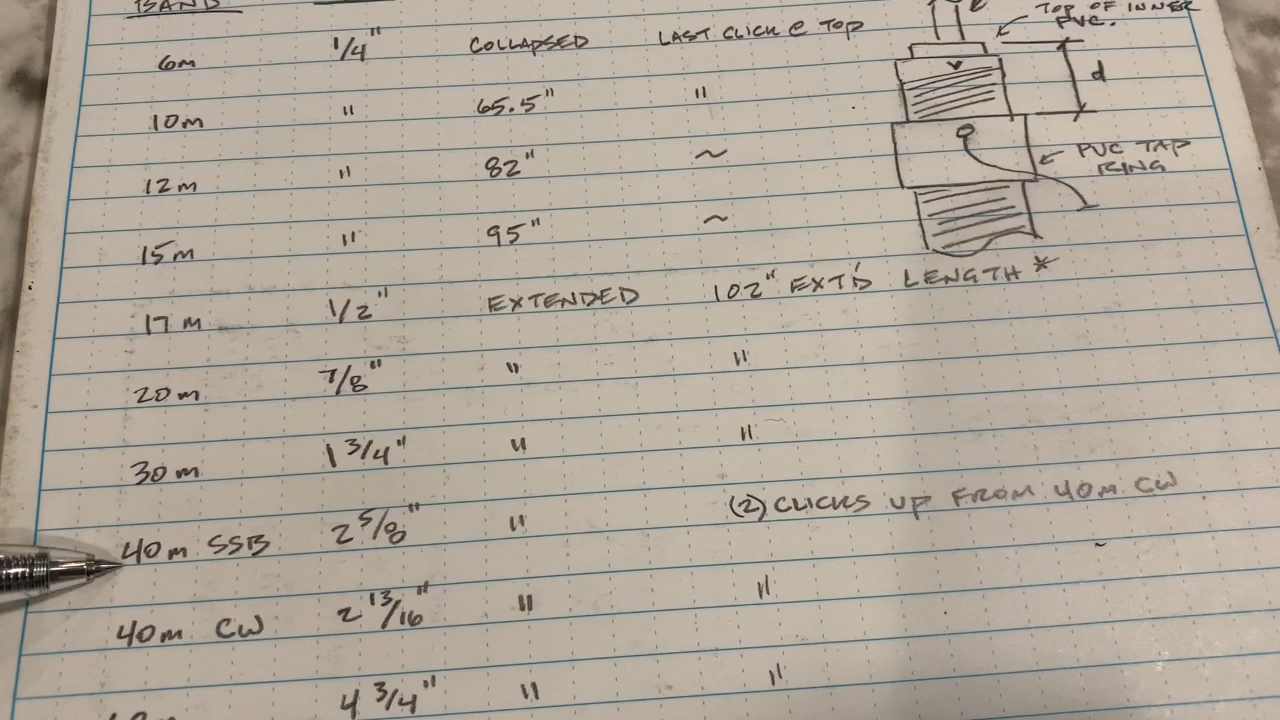 BAND
TOP OF INNER
PVC.
6m 1/4" COLLAPSED LAST CLICK @ TOP
d
10m " 65.5" "
PVC TAP
RING
12m " 82" ~
15m " 95" ~
17m 1/2" EXTENDED 102" EXT'D LENGTH *
20m 7/8" " "
30m 1 3/4" " "
40m SSB 2 5/8" " (2) CLICKS UP FROM 40m CW
40m CW 2 13/16" " "
4 3/4" " "